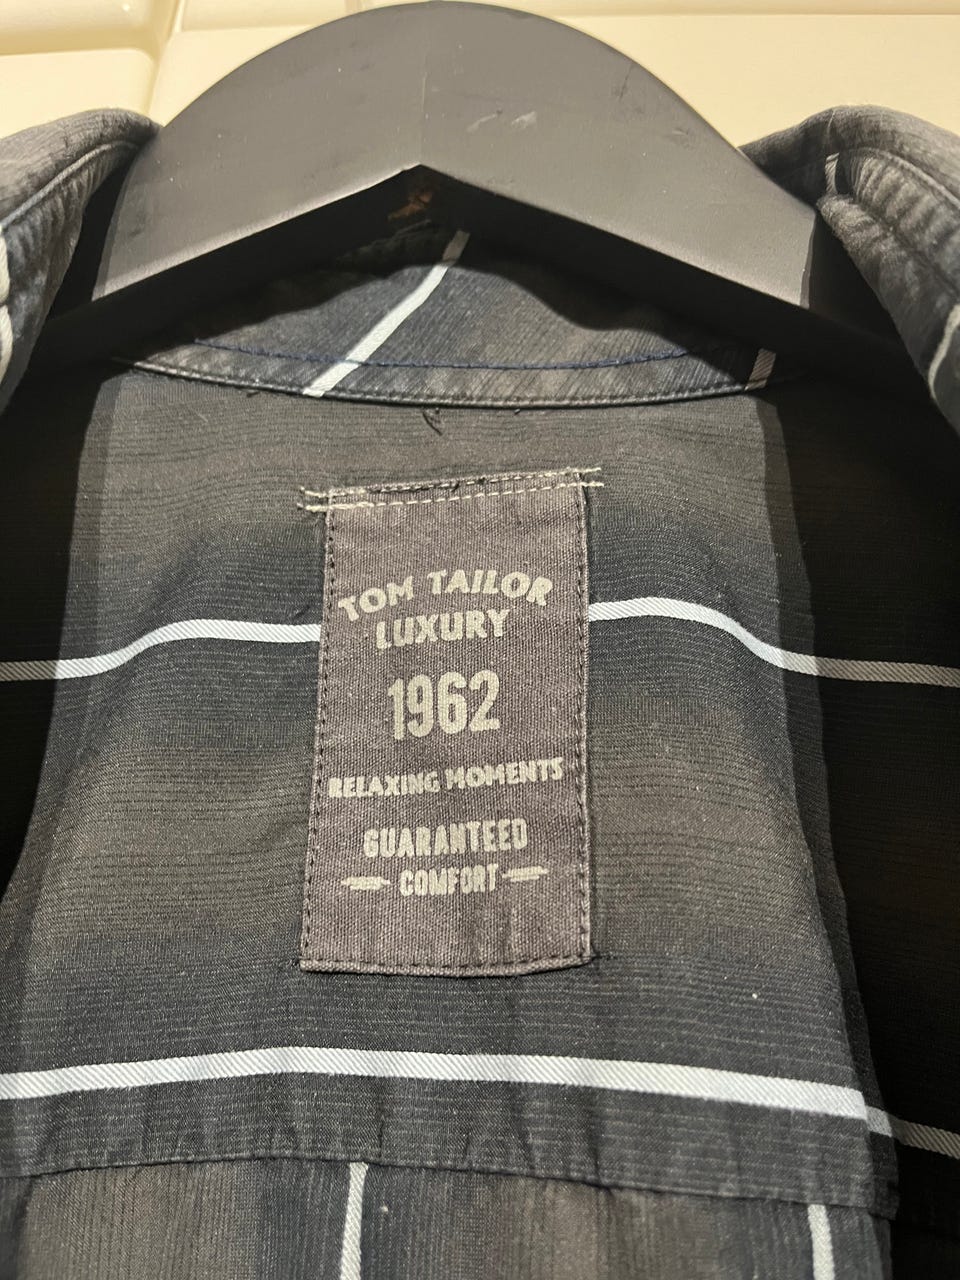 TOM TAILOR
LUXURY
1962
RELAXING MOMENTS
GUARANTEED
COMFORT